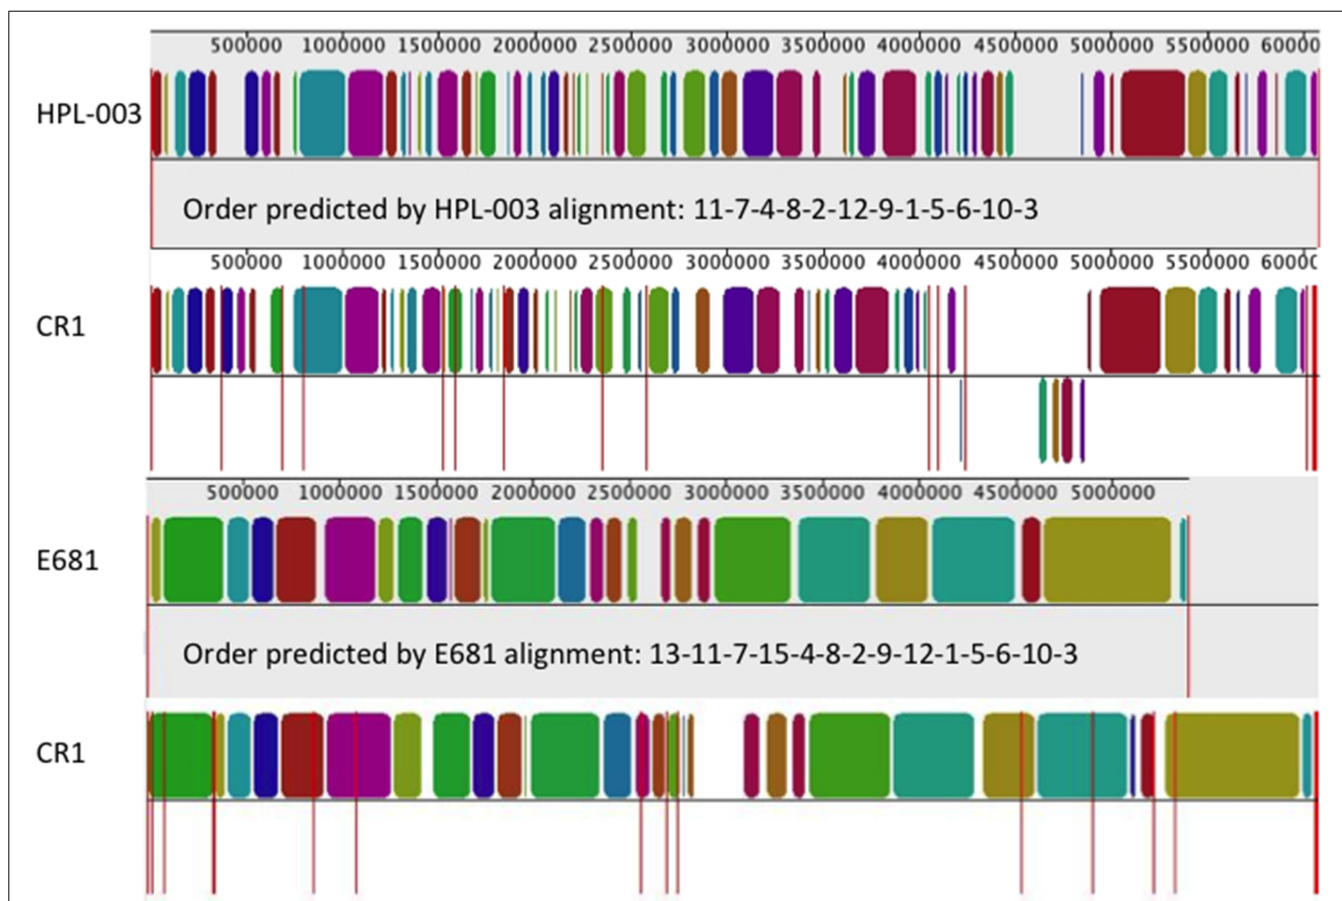 500000 1000000 1500000 2000000 2500000 3000000 3500000 4000000 4500000 5000000 5500000 60000
HPL-003
Order predicted by HPL-003 alignment: 11-7-4-8-2-12-9-1-5-6-10-3
500000 1000000 1500000 2000000 2500000 3000000 3500000 4000000 4500000 5000000 5500000 6000
CR1
500000 1000000 1500000 2000000 2500000 3000000 3500000 4000000 4500000 5000000
E681
Order predicted by E681 alignment: 13-11-7-15-4-8-2-9-12-1-5-6-10-3
CR1